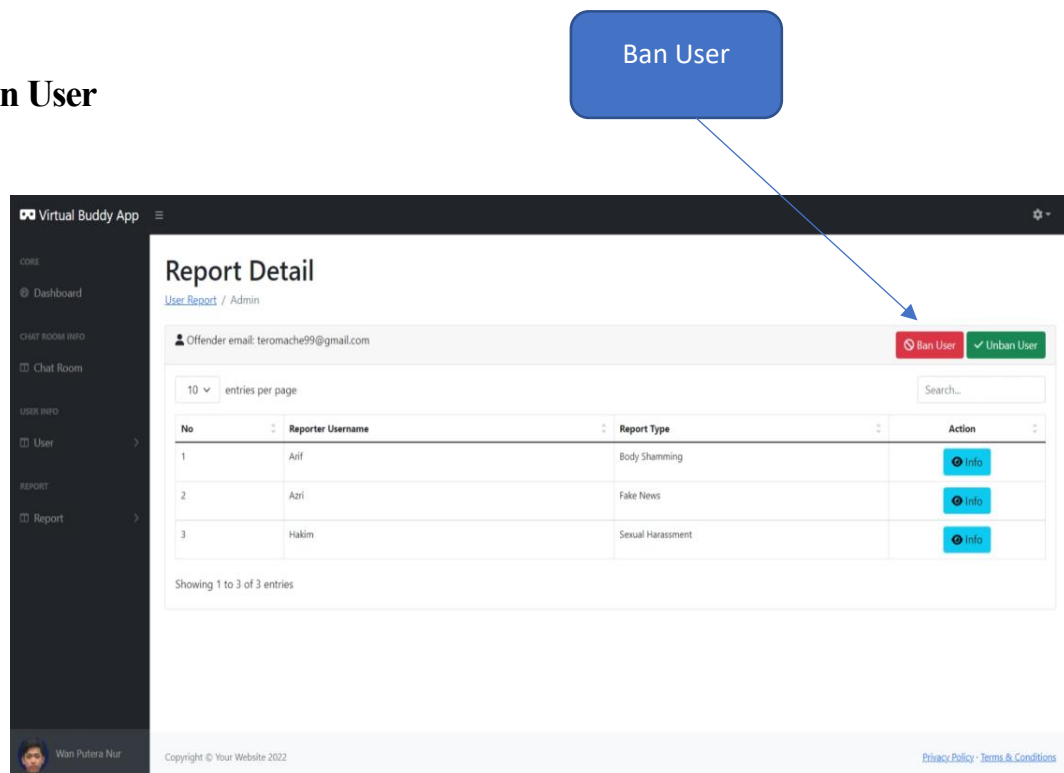 Ban User
n User
Virtual Buddy App
CORE
Dashboard
CHAT ROOM INFO
Chat Room
USER INFO
User
REPORT
Report
Wan Putera Nur
Report Detail
User Report / Admin
Offender email: teromache99@gmail.com
Ban User
Unban User
10 entries per page
Search...
No Reporter Username Report Type Action
1 Arif Body Shamming Info
2 Azri Fake News Info
3 Hakim Sexual Harassment Info
Showing 1 to 3 of 3 entries
Copyright © Your Website 2022
Privacy Policy · Terms & Conditions